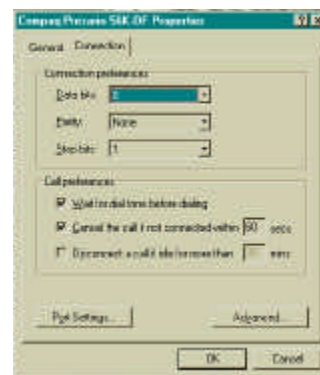 Compaq Presario 56K-DF Properties
General Connection
Connection preferences
Data bits: 8
Parity: None
Stop bits: 1
Call preferences
Wait for dial tone before dialing
Cancel the call if not connected within 60 secs
Disconnect a call if idle for more than mins
Port Settings... Advanced...
OK Cancel